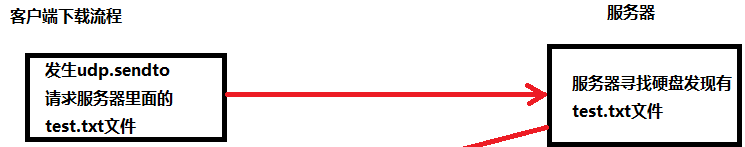 客户端下载流程
服务器
发生udp.sendto
请求服务器里面的
test.txt文件
服务器寻找硬盘发现有
test.txt文件